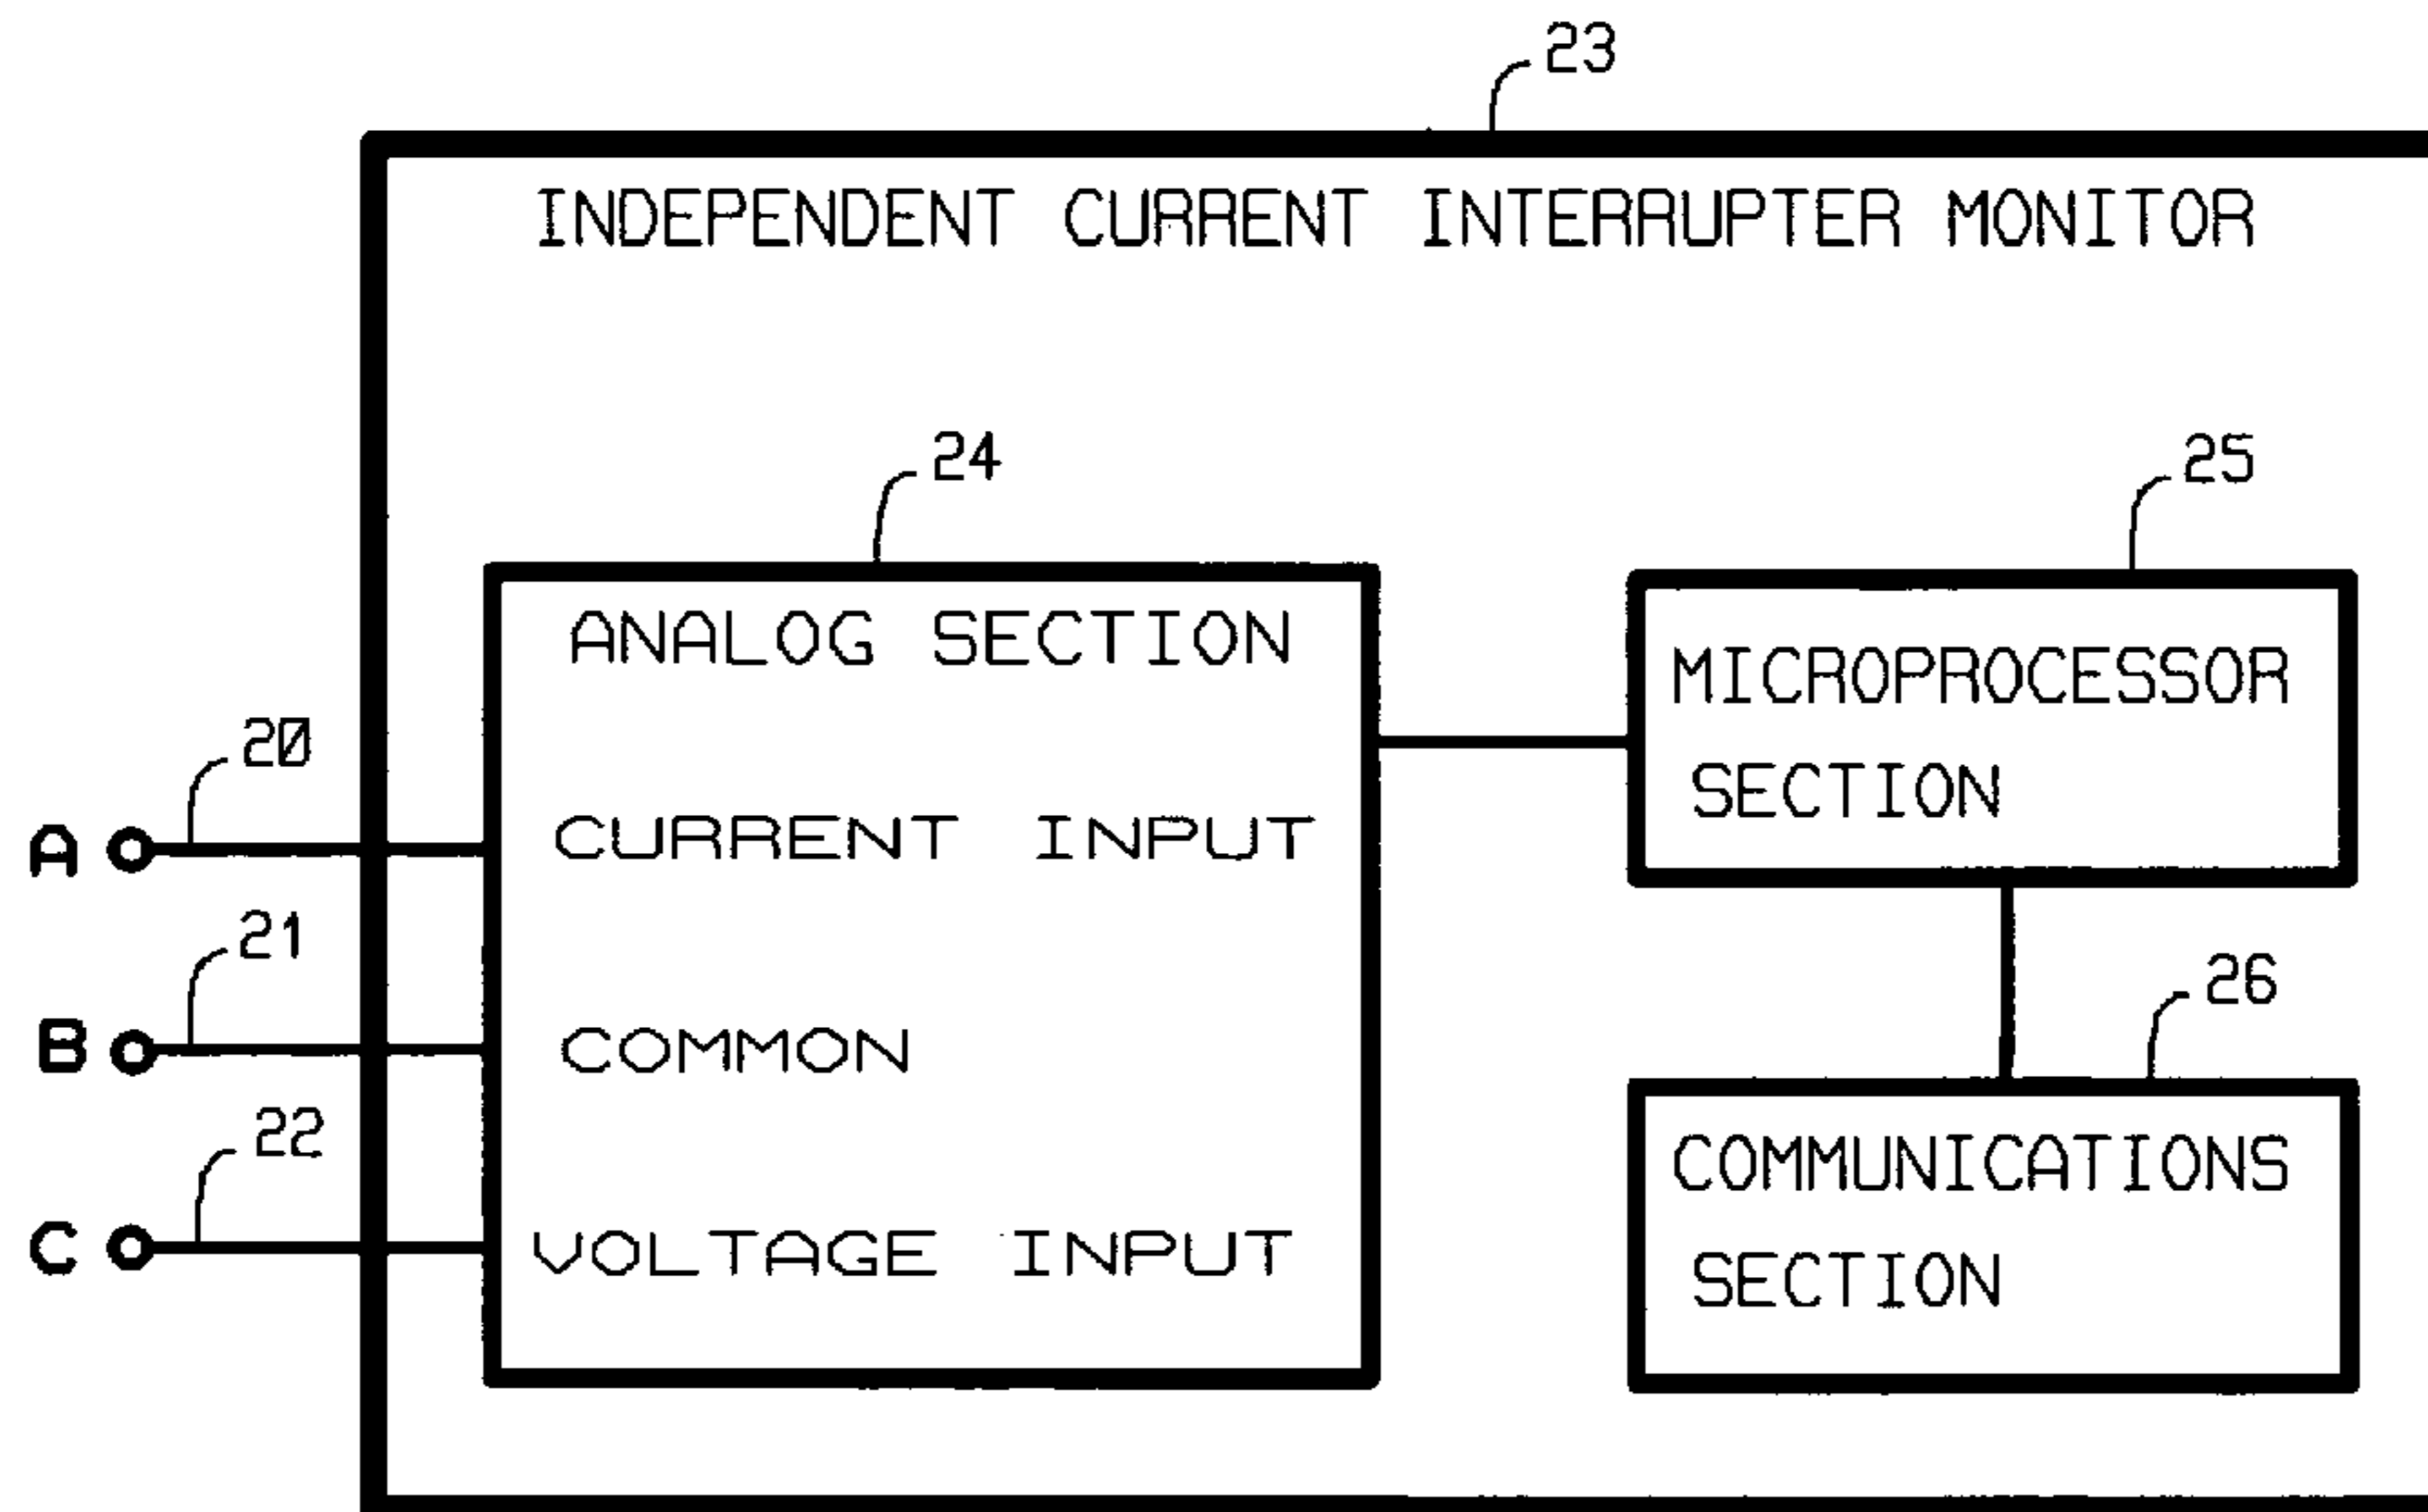 23
INDEPENDENT CURRENT INTERRUPTER MONITOR
24
25
ANALOG SECTION
MICROPROCESSOR
SECTION
20
A
CURRENT INPUT
21
B
COMMON
26
22
COMMUNICATIONS
SECTION
C
VOLTAGE INPUT